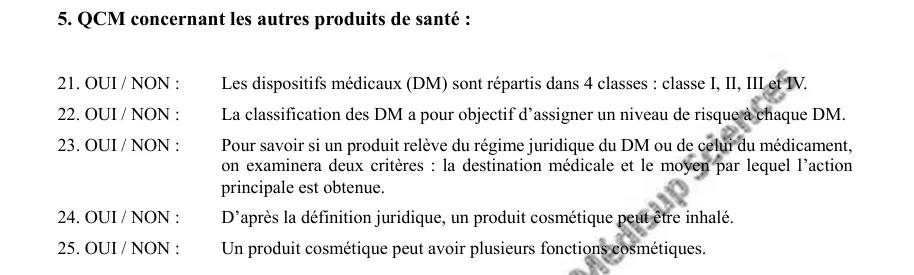 5. QCM concernant les autres produits de santé :
21. OUI / NON : Les dispositifs médicaux (DM) sont répartis dans 4 classes : classe I, II, III et IV.
22. OUI / NON : La classification des DM a pour objectif d'assigner un niveau de risque à chaque DM.
23. OUI / NON : Pour savoir si un produit relève du régime juridique du DM ou de celui du médicament,
on examinera deux critères : la destination médicale et le moyen par lequel l'action
principale est obtenue.
24. OUI / NON : D'après la définition juridique, un produit cosmétique peut être inhalé.
25. OUI / NON : Un produit cosmétique peut avoir plusieurs fonctions cosmétiques.
Médisup Sciences